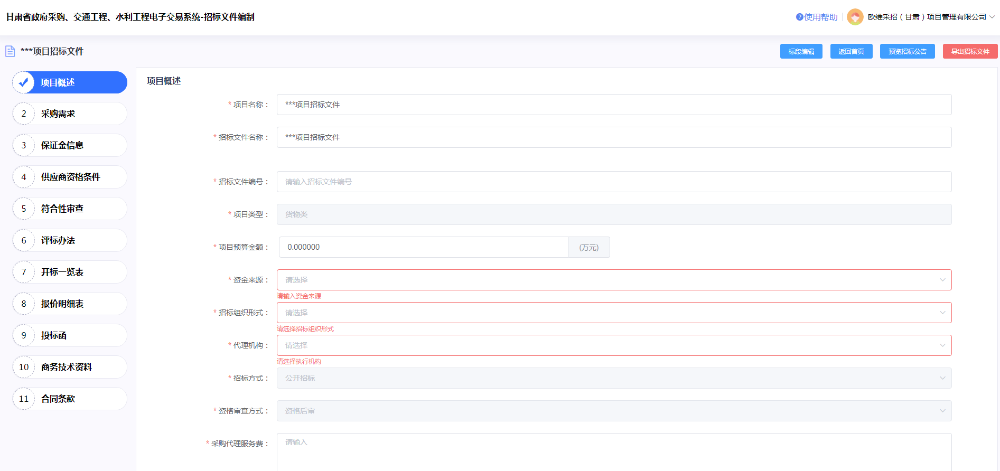 甘肃省政府采购、交通工程、水利工程电子交易系统-招标文件编制
使用帮助
欧维采招（甘肃）项目管理有限公司
***项目招标文件
标段编辑
返回首页
预览招标公告
导出招标文件
项目概述
2 采购需求
3 保证金信息
4 供应商资格条件
5 符合性审查
6 评标办法
7 开标一览表
8 报价明细表
9 投标函
10 商务技术资料
11 合同条款
项目概述
* 项目名称： ***项目招标文件
* 招标文件名称： ***项目招标文件
* 招标文件编号： 请输入招标文件编号
* 项目类型： 货物类
* 项目预算金额： 0.000000 (万元)
* 资金来源： 请选择
请输入资金来源
* 招标组织形式： 请选择
请选择招标组织形式
* 代理机构： 请选择
请选择执行机构
* 招标方式： 公开招标
* 资格审查方式： 资格后审
* 采购代理服务费： 请输入